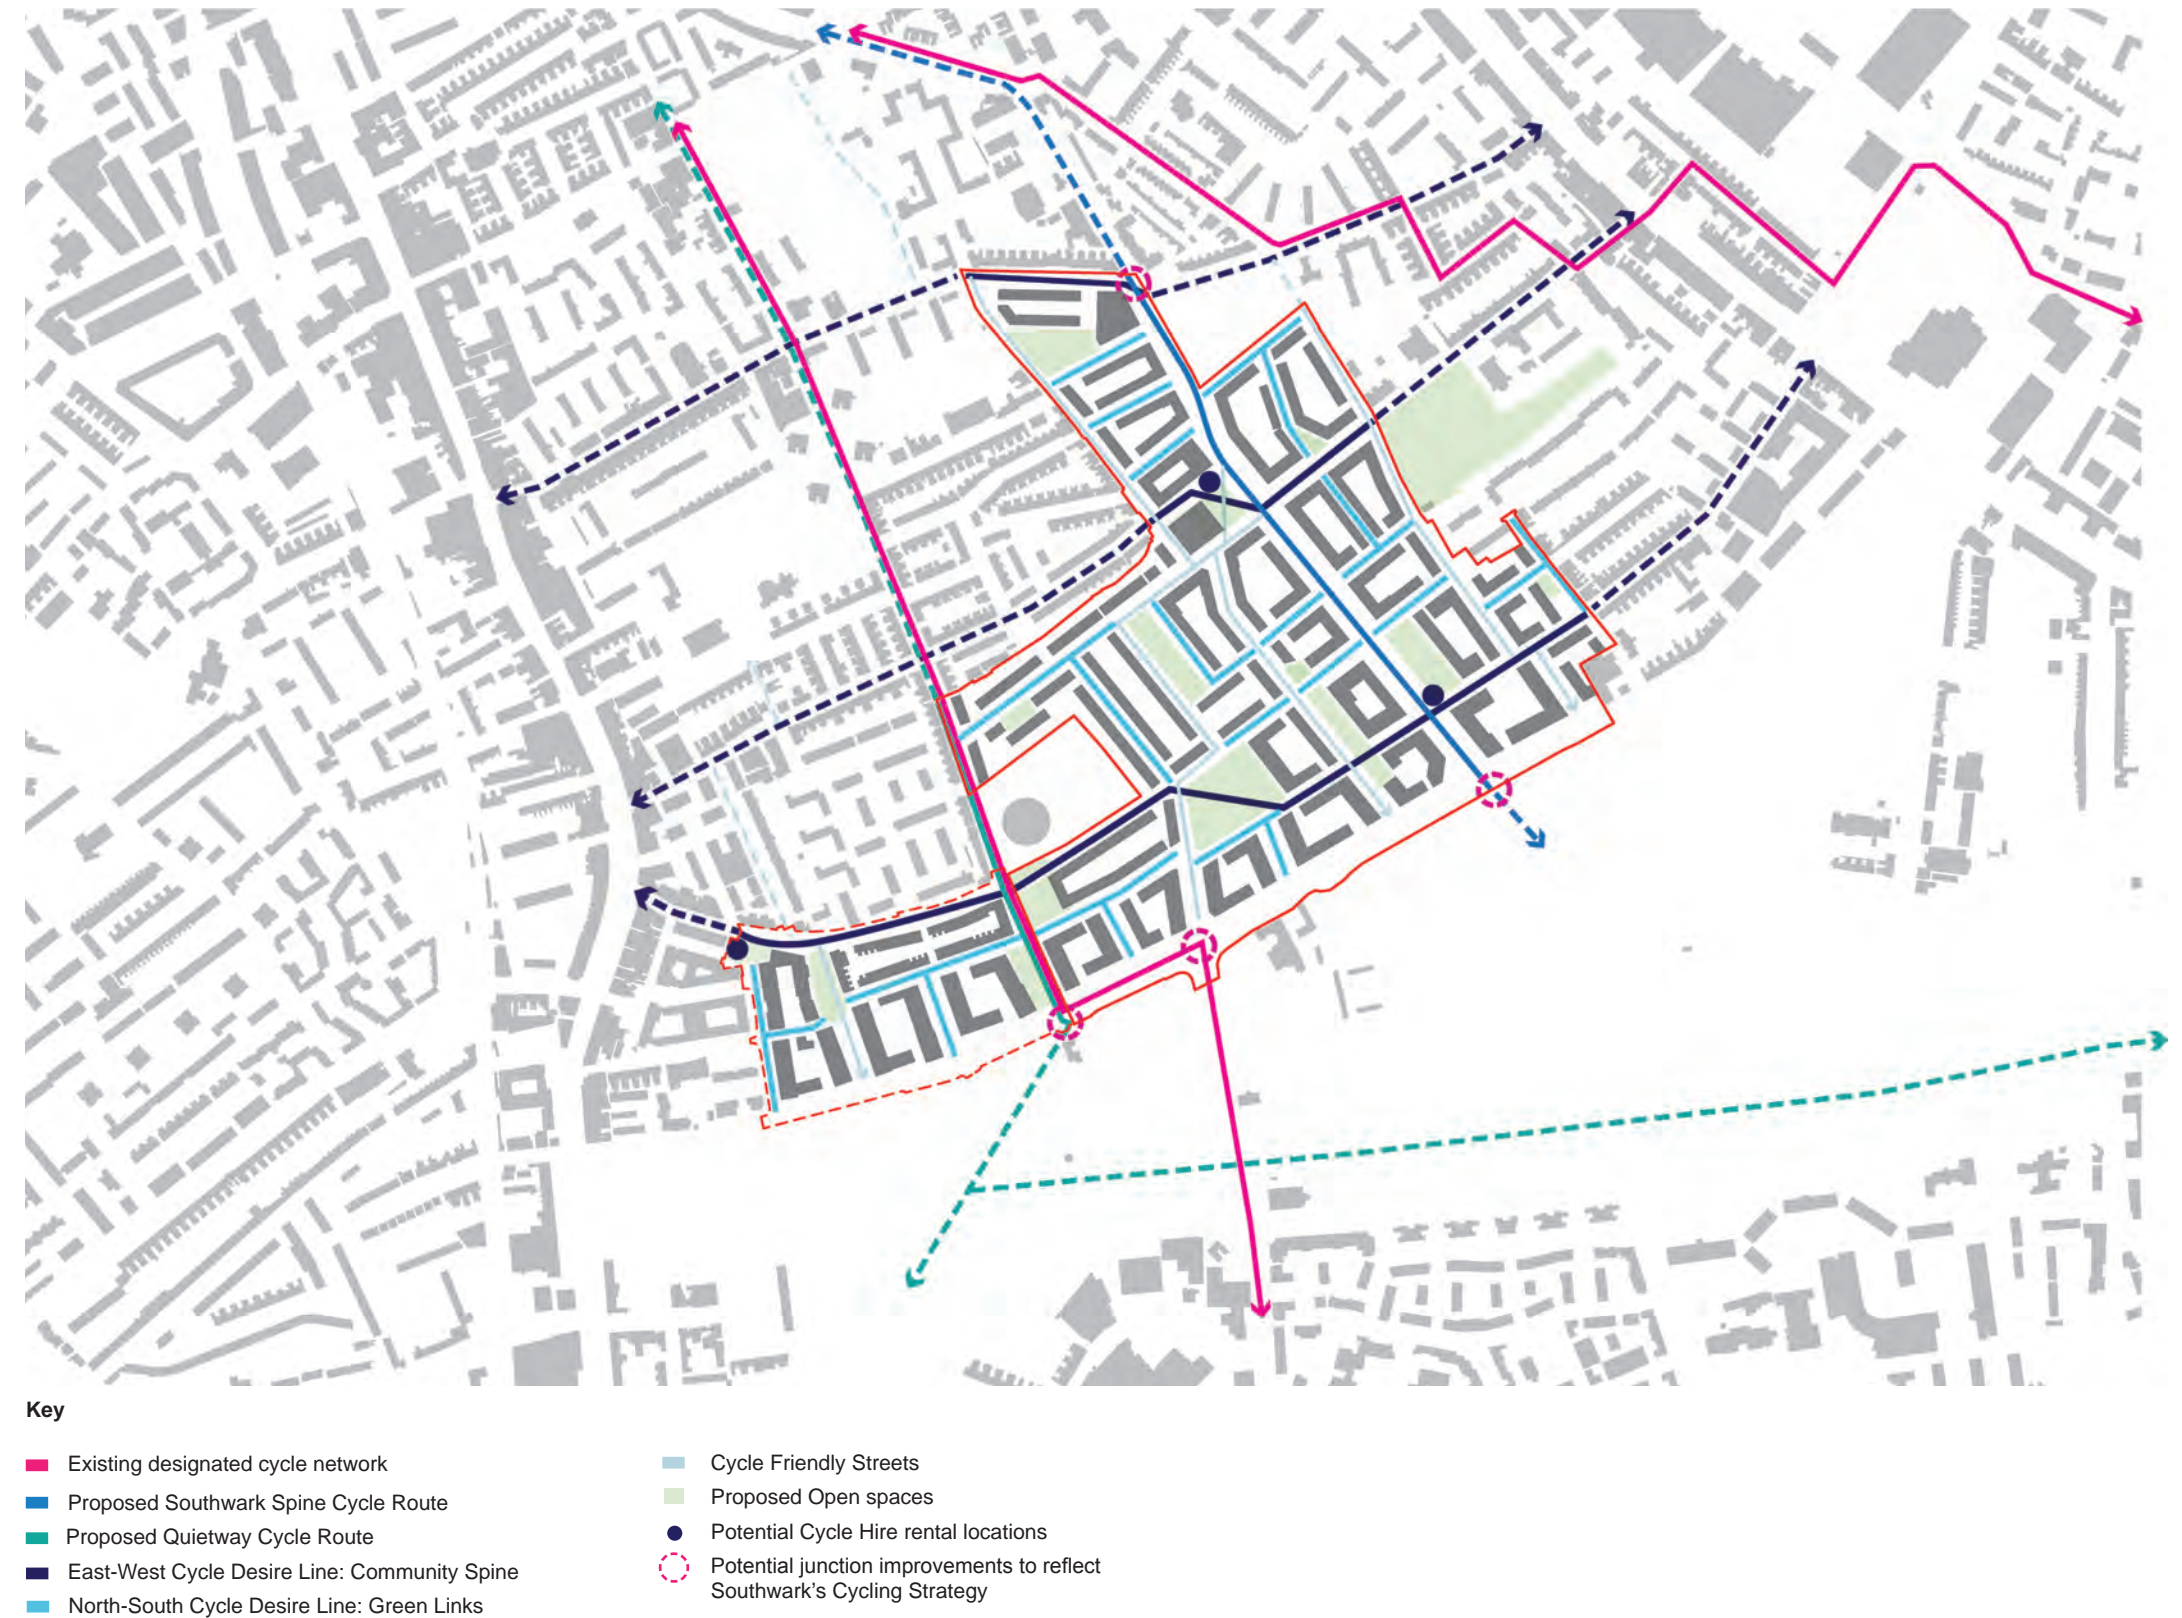 Key
Existing designated cycle network
Proposed Southwark Spine Cycle Route
Proposed Quietway Cycle Route
East-West Cycle Desire Line: Community Spine
North-South Cycle Desire Line: Green Links
Cycle Friendly Streets
Proposed Open spaces
Potential Cycle Hire rental locations
Potential junction improvements to reflect
Southwark’s Cycling Strategy